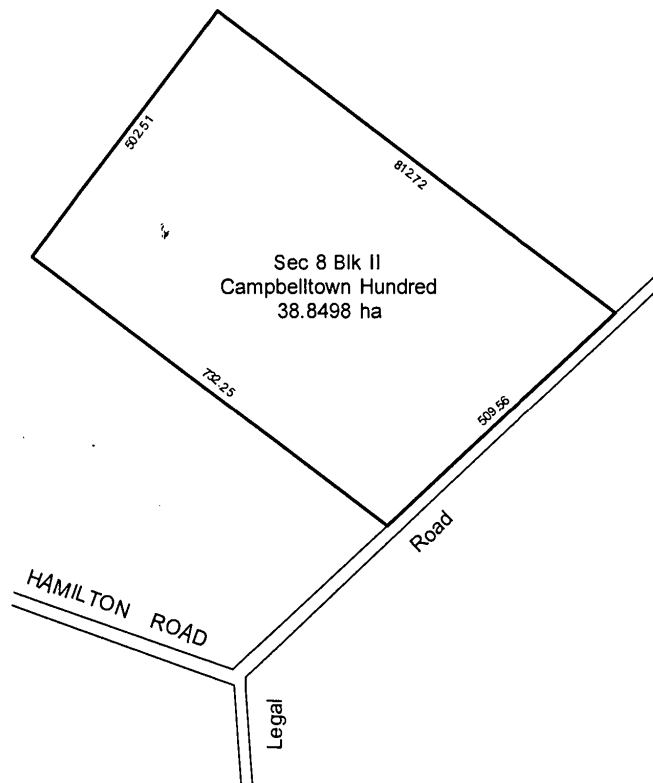 502.51
812.72
Sec 8 Blk II
Campbelltown Hundred
38.8498 ha
732.25
509.56
Road
HAMILTON ROAD
Legal